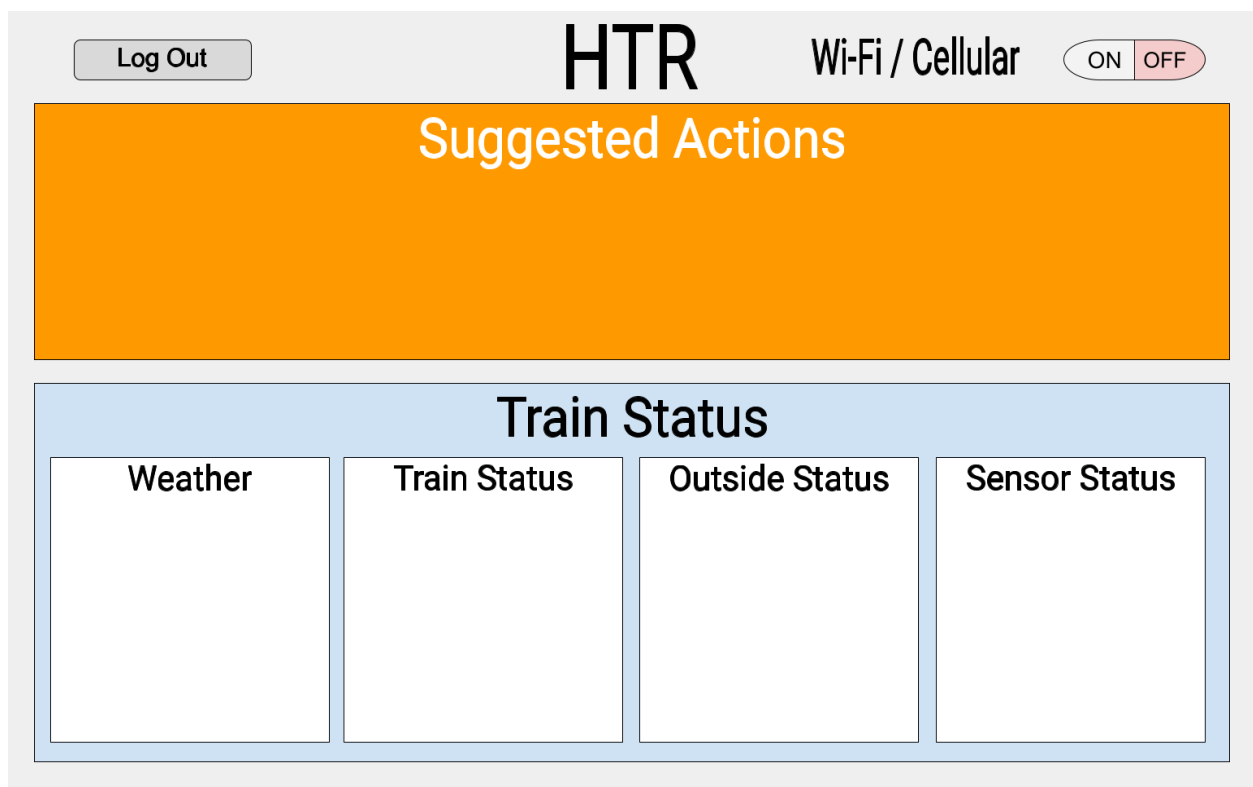 Log Out
HTR
Wi-Fi / Cellular
ON OFF
Suggested Actions
Train Status
Weather
Train Status
Outside Status
Sensor Status